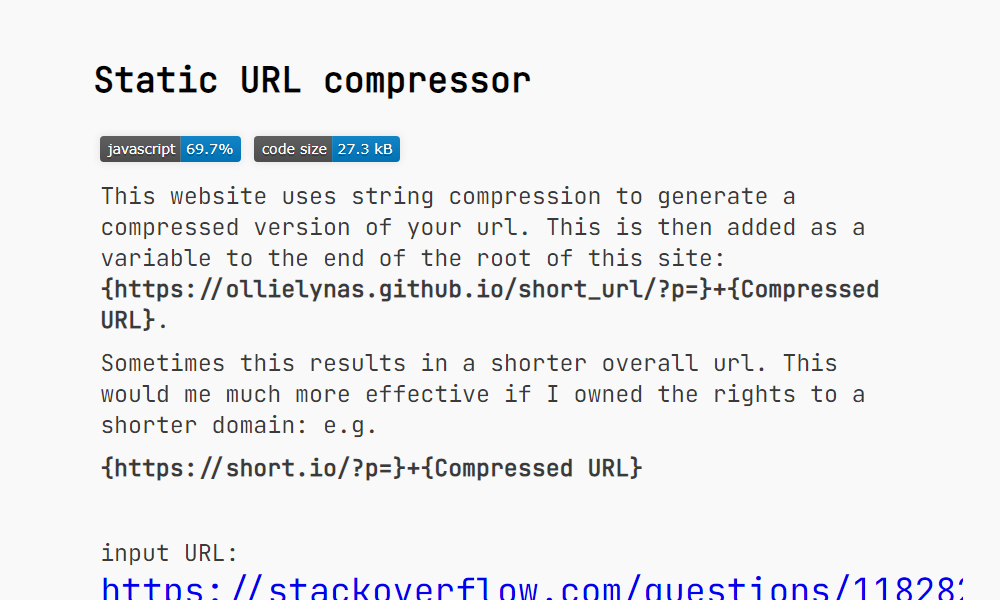 Static URL compressor
javascript 69.7% code size 27.3 kB
This website uses string compression to generate a
compressed version of your url. This is then added as a
variable to the end of the root of this site:
{https://ollielynas.github.io/short_url/?p=}+{Compressed
URL}.
Sometimes this results in a shorter overall url. This
would me much more effective if I owned the rights to a
shorter domain: e.g.
{https://short.io/?p=}+{Compressed URL}
input URL:
https://stackoverflow.com/questions/118282